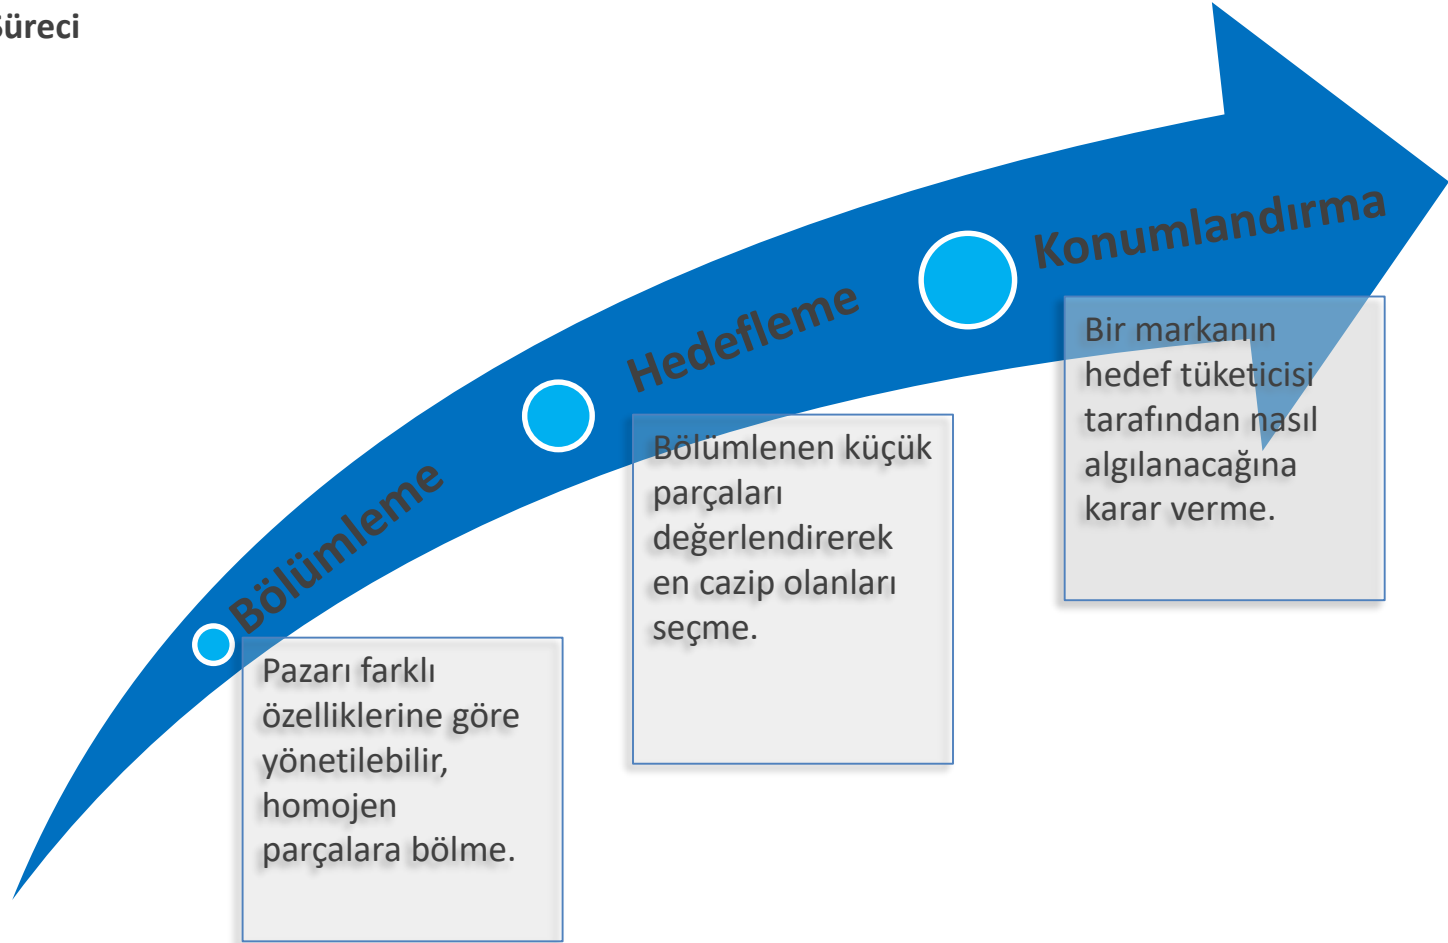 Süreci
Bölümleme
Pazarı farklı
özelliklerine göre
yönetilebilir,
homojen
parçalara bölme.
Hedefleme
Bölümlenen küçük
parçaları
değerlendirerek
en cazip olanları
seçme.
Konumlandırma
Bir markanın
hedef tüketicisi
tarafından nasıl
algılanacağına
karar verme.